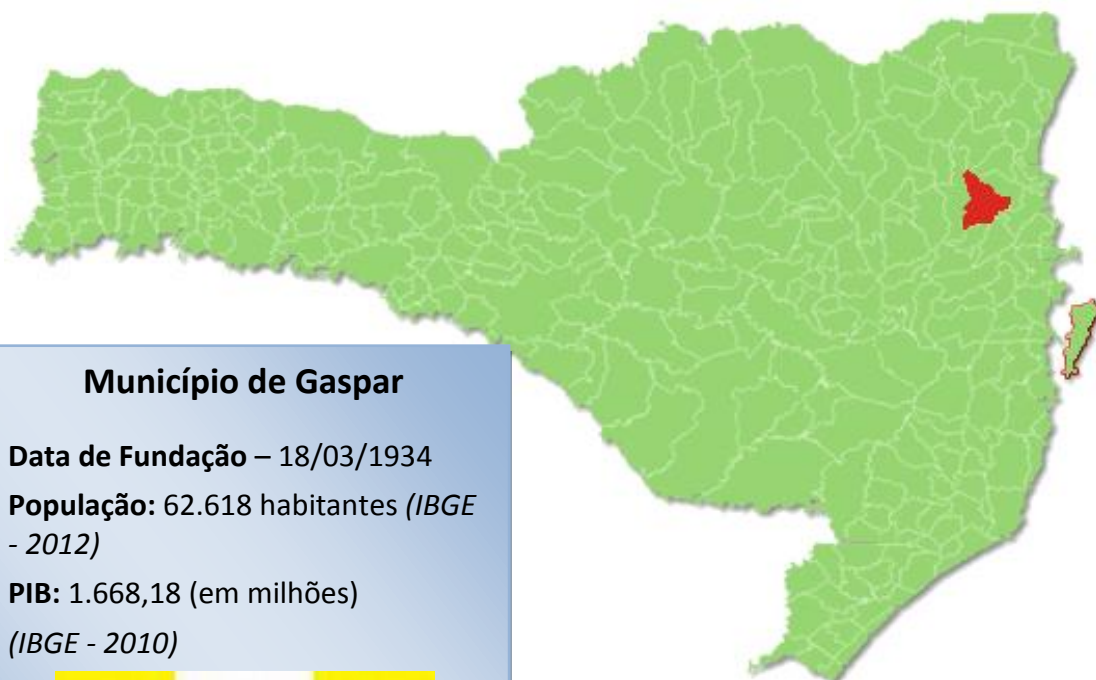 Município de Gaspar
Data de Fundação – 18/03/1934
População: 62.618 habitantes (IBGE
- 2012)
PIB: 1.668,18 (em milhões)
(IBGE - 2010)